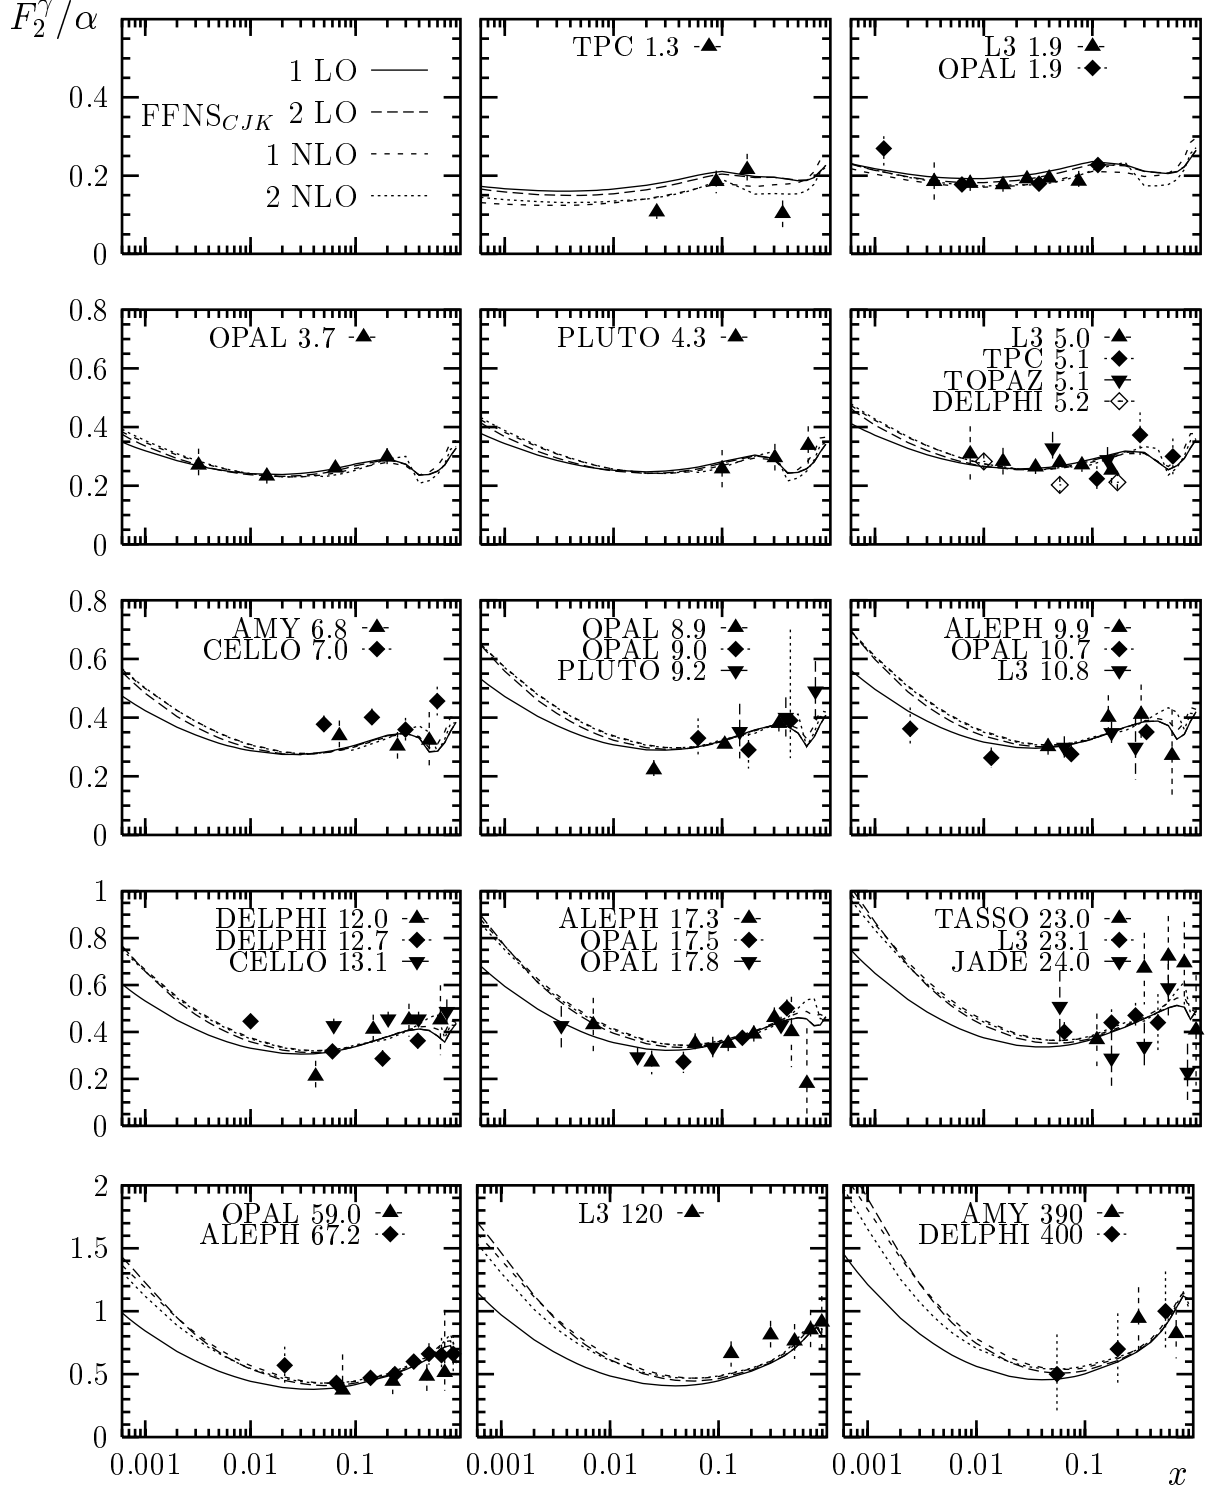 F₂^γ/α
1 LO
FFNS_CJK 2 LO
1 NLO
2 NLO
0.4
0.2
0
TPC 1.3
L3 1.9
OPAL 1.9
0.8
0.6
0.4
0.2
0
OPAL 3.7
PLUTO 4.3
L3 5.0
TPC 5.1
TOPAZ 5.1
DELPHI 5.2
0.8
0.6
0.4
0.2
0
AMY 6.8
CELLO 7.0
OPAL 8.9
OPAL 9.0
PLUTO 9.2
ALEPH 9.9
OPAL 10.7
L3 10.8
1
0.8
0.6
0.4
0.2
0
DELPHI 12.0
DELPHI 12.7
CELLO 13.1
ALEPH 17.3
OPAL 17.5
OPAL 17.8
TASSO 23.0
L3 23.1
JADE 24.0
2
1.5
1
0.5
0
OPAL 59.0
ALEPH 67.2
L3 120
AMY 390
DELPHI 400
0.001 0.01 0.1
0.001 0.01 0.1
0.001 0.01 0.1
x